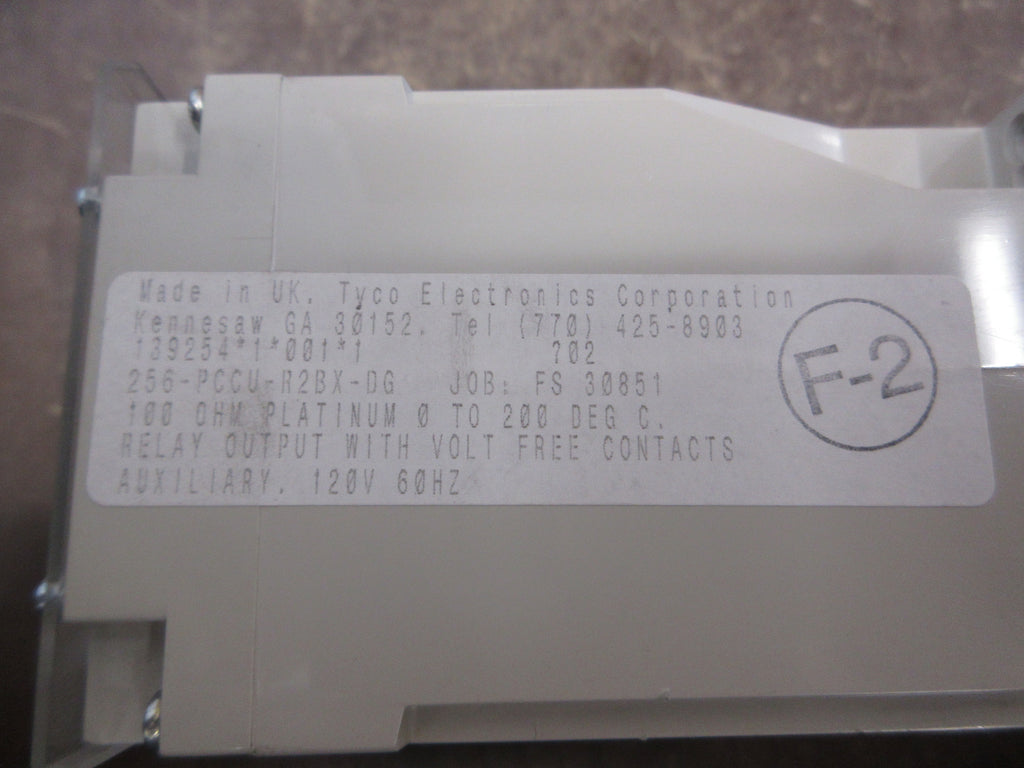 Made in UK. Tyco Electronics Corporation
Kennesaw GA 30152. Tel (770) 425-8903
139254*1*001*1 702
256-PCCU-R2BX-DG JOB: FS 30851
100 OHM PLATINUM 0 TO 200 DEG C.
RELAY OUTPUT WITH VOLT FREE CONTACTS
AUXILIARY. 120V 60HZ
F-2